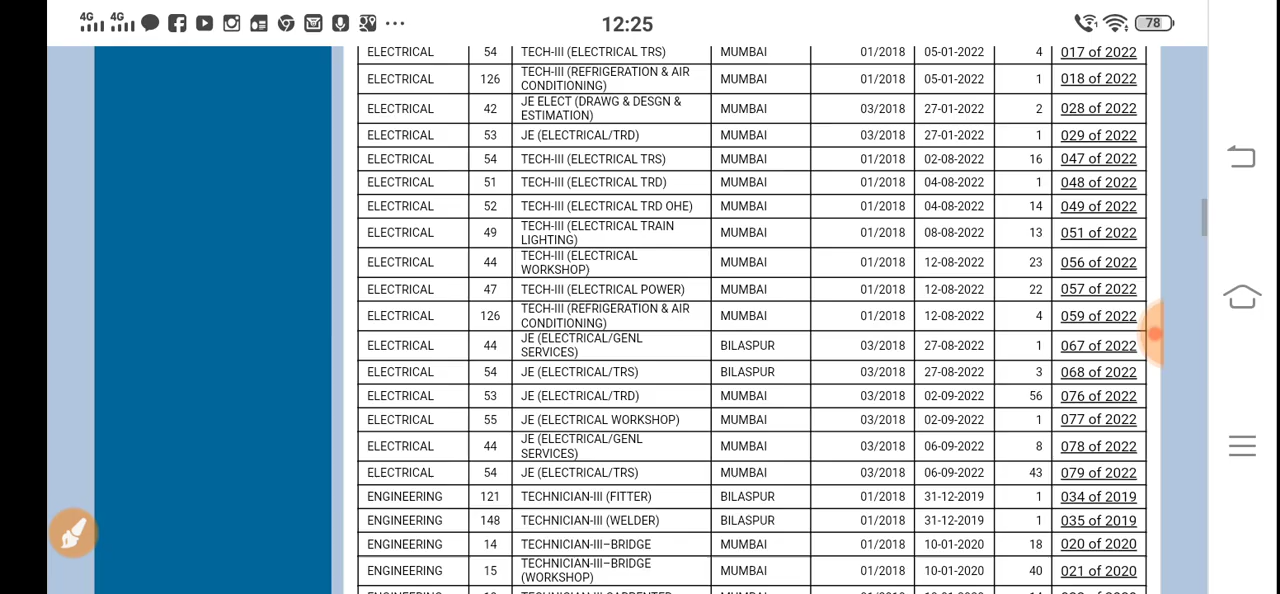 4G 4G 12:25 78
ELECTRICAL 54 TECH-III (ELECTRICAL TRS) MUMBAI 01/2018 05-01-2022 4 017 of 2022
ELECTRICAL 126 TECH-III (REFRIGERATION & AIR CONDITIONING) MUMBAI 01/2018 05-01-2022 1 018 of 2022
ELECTRICAL 42 JE ELECT (DRAWG & DESGN & ESTIMATION) MUMBAI 03/2018 27-01-2022 2 028 of 2022
ELECTRICAL 53 JE (ELECTRICAL/TRD) MUMBAI 03/2018 27-01-2022 1 029 of 2022
ELECTRICAL 54 TECH-III (ELECTRICAL TRS) MUMBAI 01/2018 02-08-2022 16 047 of 2022
ELECTRICAL 51 TECH-III (ELECTRICAL TRD) MUMBAI 01/2018 04-08-2022 1 048 of 2022
ELECTRICAL 52 TECH-III (ELECTRICAL TRD OHE) MUMBAI 01/2018 04-08-2022 14 049 of 2022
ELECTRICAL 49 TECH-III (ELECTRICAL TRAIN LIGHTING) MUMBAI 01/2018 08-08-2022 13 051 of 2022
ELECTRICAL 44 TECH-III (ELECTRICAL WORKSHOP) MUMBAI 01/2018 12-08-2022 23 056 of 2022
ELECTRICAL 47 TECH-III (ELECTRICAL POWER) MUMBAI 01/2018 12-08-2022 22 057 of 2022
ELECTRICAL 126 TECH-III (REFRIGERATION & AIR CONDITIONING) MUMBAI 01/2018 12-08-2022 4 059 of 2022
ELECTRICAL 44 JE (ELECTRICAL/GENL SERVICES) BILASPUR 03/2018 27-08-2022 1 067 of 2022
ELECTRICAL 54 JE (ELECTRICAL/TRS) BILASPUR 03/2018 27-08-2022 3 068 of 2022
ELECTRICAL 53 JE (ELECTRICAL/TRD) MUMBAI 03/2018 02-09-2022 56 076 of 2022
ELECTRICAL 55 JE (ELECTRICAL WORKSHOP) MUMBAI 03/2018 02-09-2022 1 077 of 2022
ELECTRICAL 44 JE (ELECTRICAL/GENL SERVICES) MUMBAI 03/2018 06-09-2022 8 078 of 2022
ELECTRICAL 54 JE (ELECTRICAL/TRS) MUMBAI 03/2018 06-09-2022 43 079 of 2022
ENGINEERING 121 TECHNICIAN-III (FITTER) BILASPUR 01/2018 31-12-2019 1 034 of 2019
ENGINEERING 148 TECHNICIAN-III (WELDER) BILASPUR 01/2018 31-12-2019 1 035 of 2019
ENGINEERING 14 TECHNICIAN-III–BRIDGE MUMBAI 01/2018 10-01-2020 18 020 of 2020
ENGINEERING 15 TECHNICIAN-III–BRIDGE (WORKSHOP) MUMBAI 01/2018 10-01-2020 40 021 of 2020